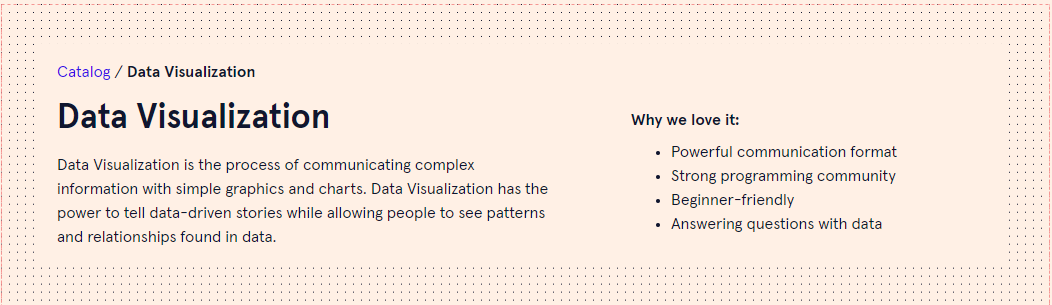 Catalog / Data Visualization
Data Visualization
Data Visualization is the process of communicating complex
information with simple graphics and charts. Data Visualization has the
power to tell data-driven stories while allowing people to see patterns
and relationships found in data.
Why we love it:
• Powerful communication format
• Strong programming community
• Beginner-friendly
• Answering questions with data